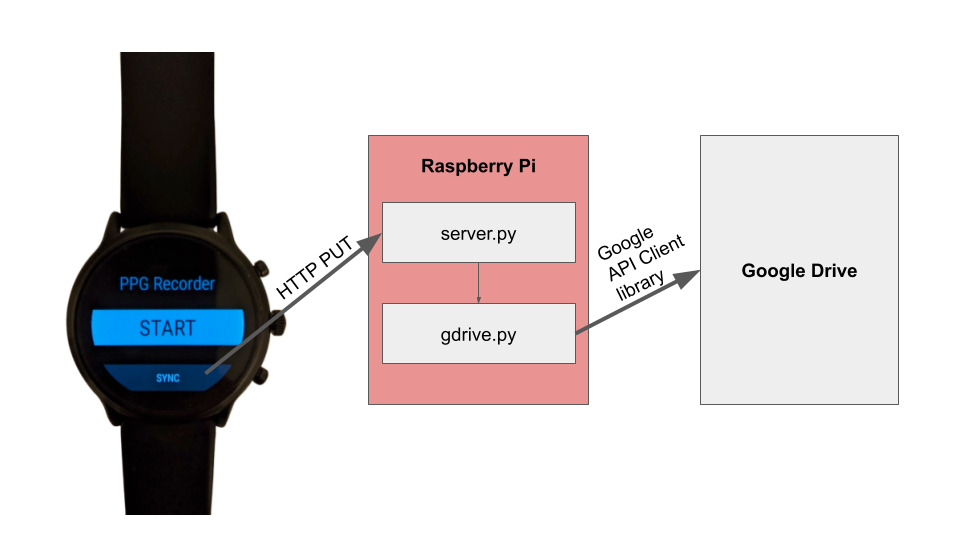 PPG Recorder
START
SYNC
HTTP PUT
Raspberry Pi
server.py
gdrive.py
Google
API Client
library
Google Drive